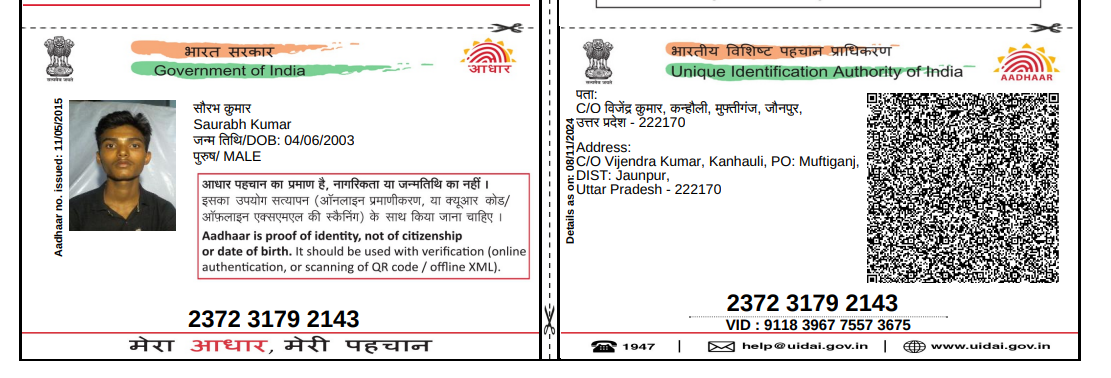 भारत सरकार
Government of India
आधार
Aadhaar no. issued: 11/05/2015
सौरभ कुमार
Saurabh Kumar
जन्म तिथि/DOB: 04/06/2003
पुरुष/ MALE
आधार पहचान का प्रमाण है, नागरिकता या जन्मतिथि का नहीं ।
इसका उपयोग सत्यापन (ऑनलाइन प्रमाणीकरण, या क्यूआर कोड/
ऑफ़लाइन एक्सएमएल की स्कैनिंग) के साथ किया जाना चाहिए ।
Aadhaar is proof of identity, not of citizenship
or date of birth. It should be used with verification (online
authentication, or scanning of QR code / offline XML).
2372 3179 2143
मेरा आधार, मेरी पहचान
भारतीय विशिष्ट पहचान प्राधिकरण
Unique Identification Authority of India
AADHAAR
Details as on: 08/11/2024
पता:
C/O विजेंद्र कुमार, कन्हौली, मुफ्तीगंज, जौनपुर,
उत्तर प्रदेश - 222170
Address:
C/O Vijendra Kumar, Kanhauli, PO: Muftiganj,
DIST: Jaunpur,
Uttar Pradesh - 222170
2372 3179 2143
VID : 9118 3967 7557 3675
1947 | help@uidai.gov.in | www.uidai.gov.in